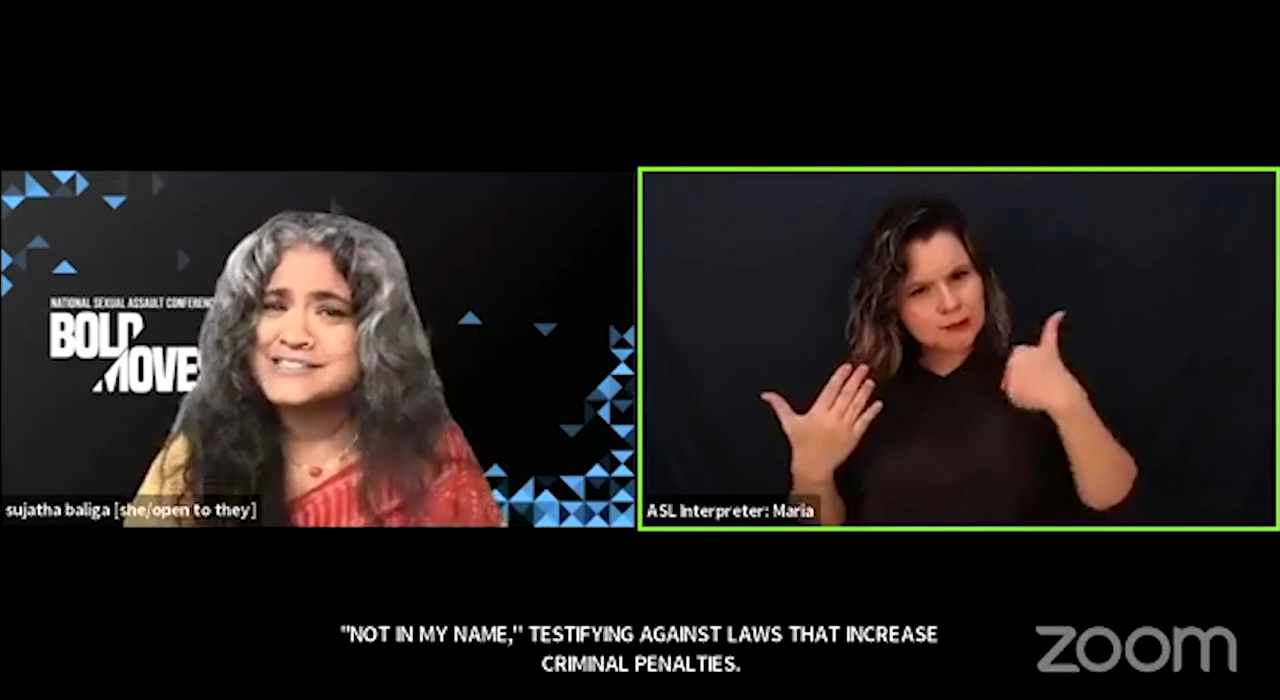 NATIONAL SEXUAL ASSAULT CONFERENC
BOLD
MOVE
sujatha baliga [she/open to they]
ASL Interpreter: Maria
"NOT IN MY NAME," TESTIFYING AGAINST LAWS THAT INCREASE
CRIMINAL PENALTIES.
zoom